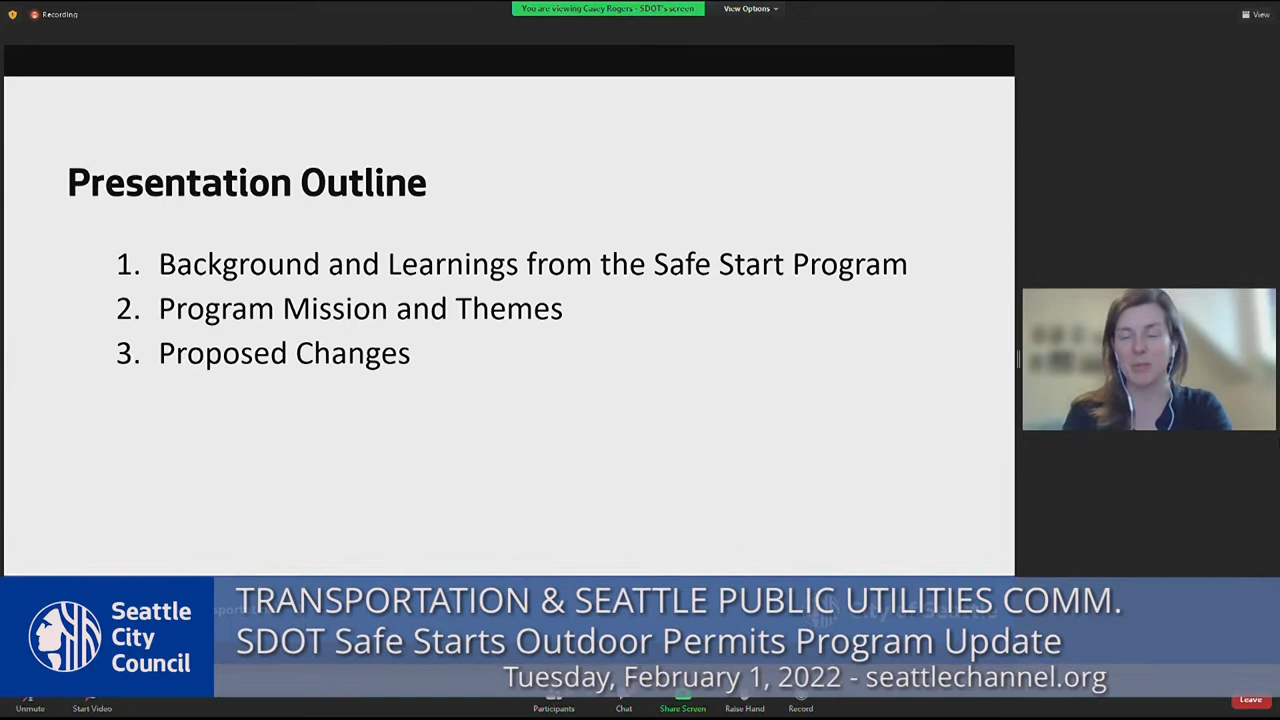 Recording
You are viewing Casey Rogers - SDOT's screen
View Options
View
Presentation Outline
1. Background and Learnings from the Safe Start Program
2. Program Mission and Themes
3. Proposed Changes
Seattle
City
Council
TRANSPORTATION & SEATTLE PUBLIC UTILITIES COMM.
SDOT Safe Starts Outdoor Permits Program Update
Tuesday, February 1, 2022 - seattlechannel.org
Unmute
Start Video
Participants
Chat
Share Screen
Raise Hand
Record
Leave